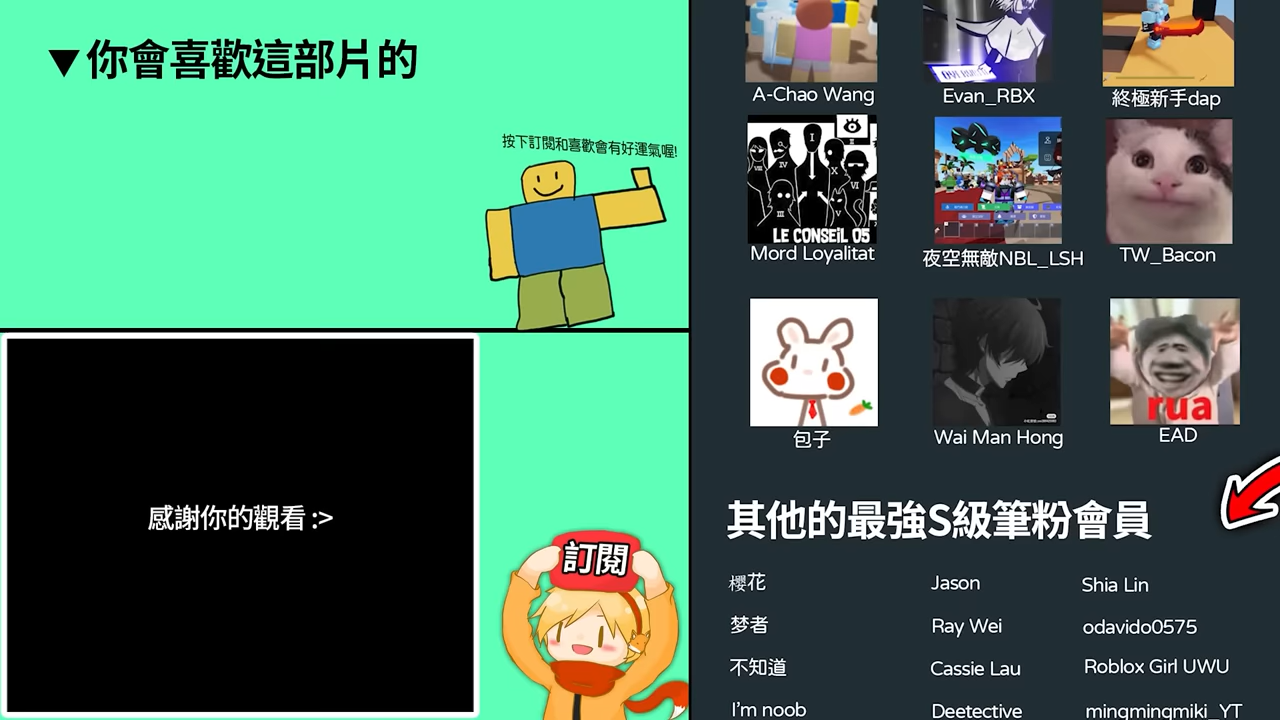 ▼你會喜歡這部片的
按下訂閱和喜歡會有好運氣喔!
感謝你的觀看 :>
訂閱
A-Chao Wang
Evan_RBX
終極新手dap
LE CONSEIL 05
Mord Loyalitat
夜空無敵NBL_LSH
TW_Bacon
rua
包子
Wai Man Hong
EAD
其他的最強S級筆粉會員
櫻花 Jason Shia Lin
梦者 Ray Wei odavido0575
不知道 Cassie Lau Roblox Girl UWU
I'm noob Deetective mingmingmiki_YT